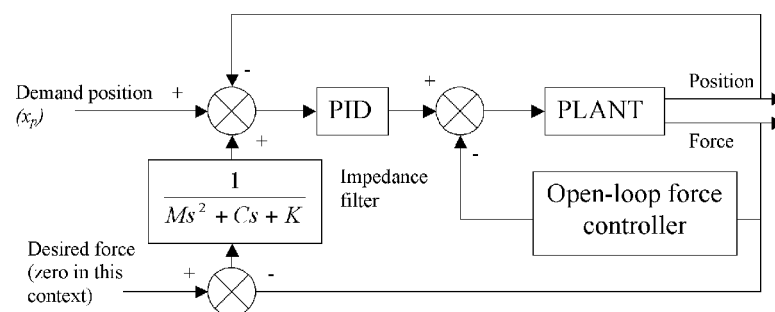 -
Demand position
(xp)
+
PID
+
PLANT
Position
Force
+
-
1
Ms² + Cs + K
Impedance
filter
Open-loop force
controller
Desired force
(zero in this
context)
+
-